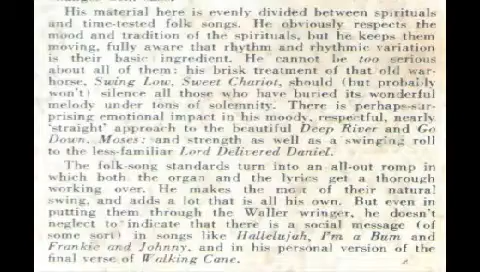 His material here is evenly divided between spirituals
and time-tested folk songs. He obviously respects the
mood and tradition of the spirituals, but he keeps them
moving, fully aware that rhythm and rhythmic variation
is their basic ingredient. He cannot be too serious
about all of them: his brisk treatment of that old war-
horse, Swing Low, Sweet Chariot, should (but probably
won't) silence all those who have buried its wonderful
melody under tons of solemnity. There is perhaps-sur-
prising emotional impact in his moody, respectful, nearly
'straight' approach to the beautiful Deep River and Go
Down, Moses; and strength as well as a swinging roll
to the less-familiar Lord Delivered Daniel.
The folk-song standards turn into an all-out romp in
which both the organ and the lyrics get a thorough
working over. He makes the most of their natural
swing, and adds a lot that is all his own. But even in
putting them through the Waller wringer, he doesn't
neglect to indicate that there is a social message (of
some sort) in songs like Hallelujah, I'm a Bum and
Frankie and Johnny, and in his personal version of the
final verse of Walking Cane.